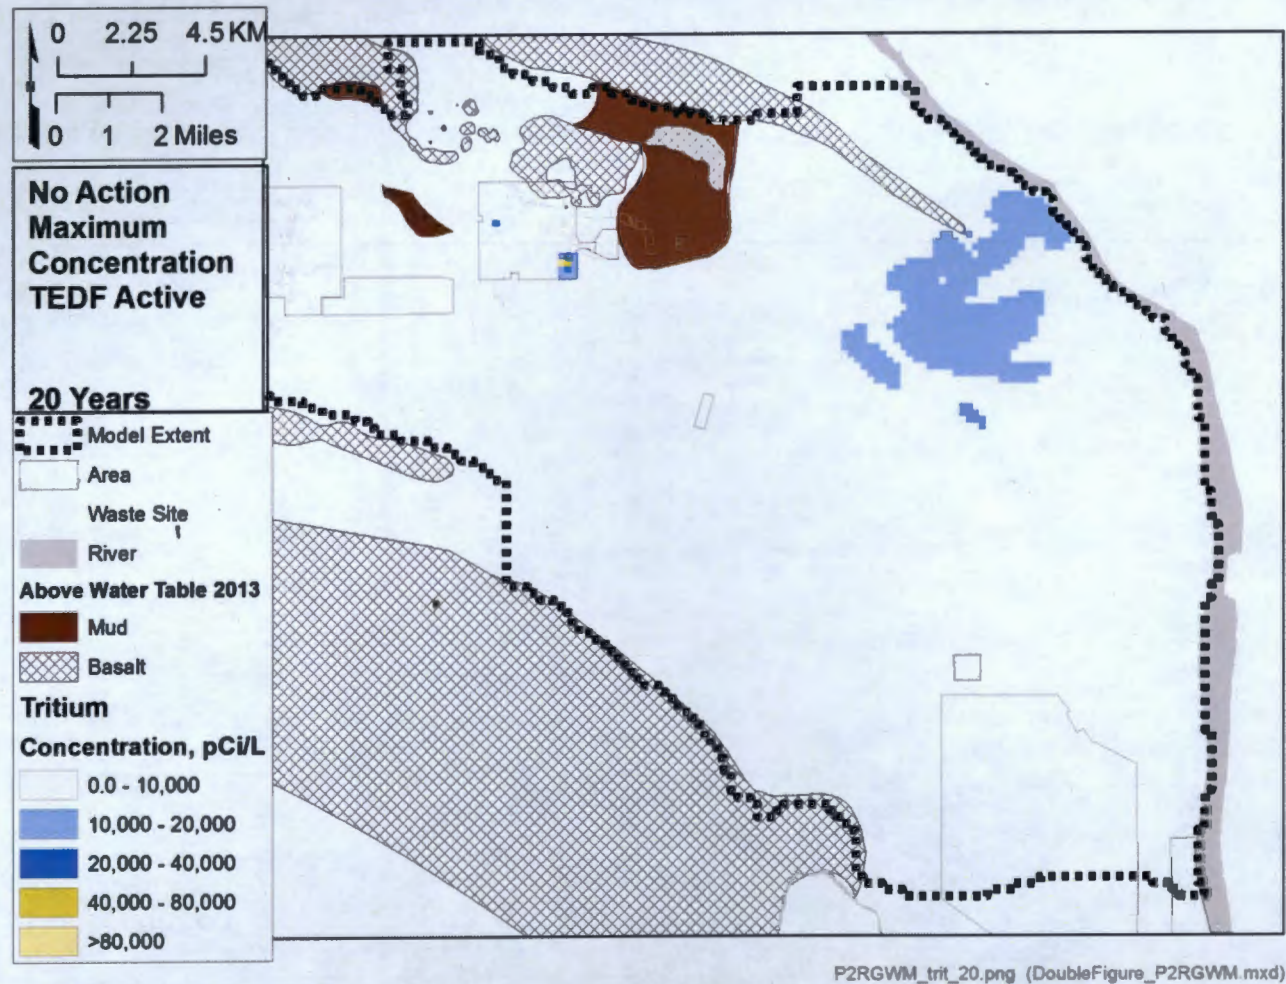 0 2.25 4.5 KM
0 1 2 Miles
No Action
Maximum
Concentration
TEDF Active
20 Years
Model Extent
Area
Waste Site
River
Above Water Table 2013
Mud
Basalt
Tritium
Concentration, pCi/L
0.0 - 10,000
10,000 - 20,000
20,000 - 40,000
40,000 - 80,000
>80,000
P2RGWM_trit_20.png (DoubleFigure_P2RGWM.mxd)